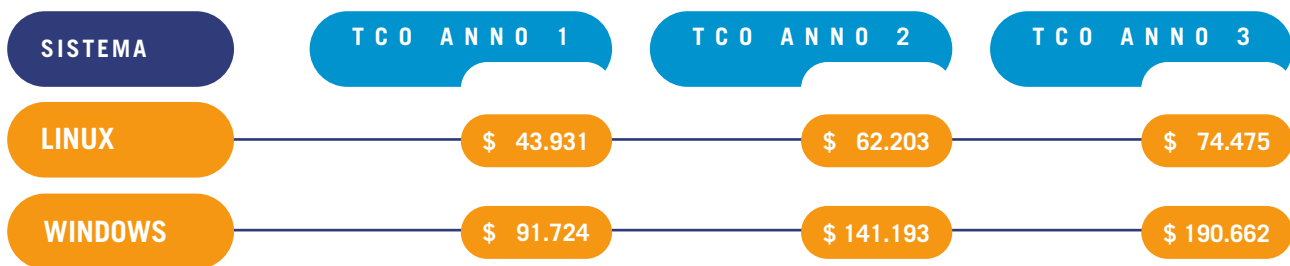 SISTEMA TCO ANNO 1 TCO ANNO 2 TCO ANNO 3
LINUX $ 43.931 $ 62.203 $ 74.475
WINDOWS $ 91.724 $ 141.193 $ 190.662